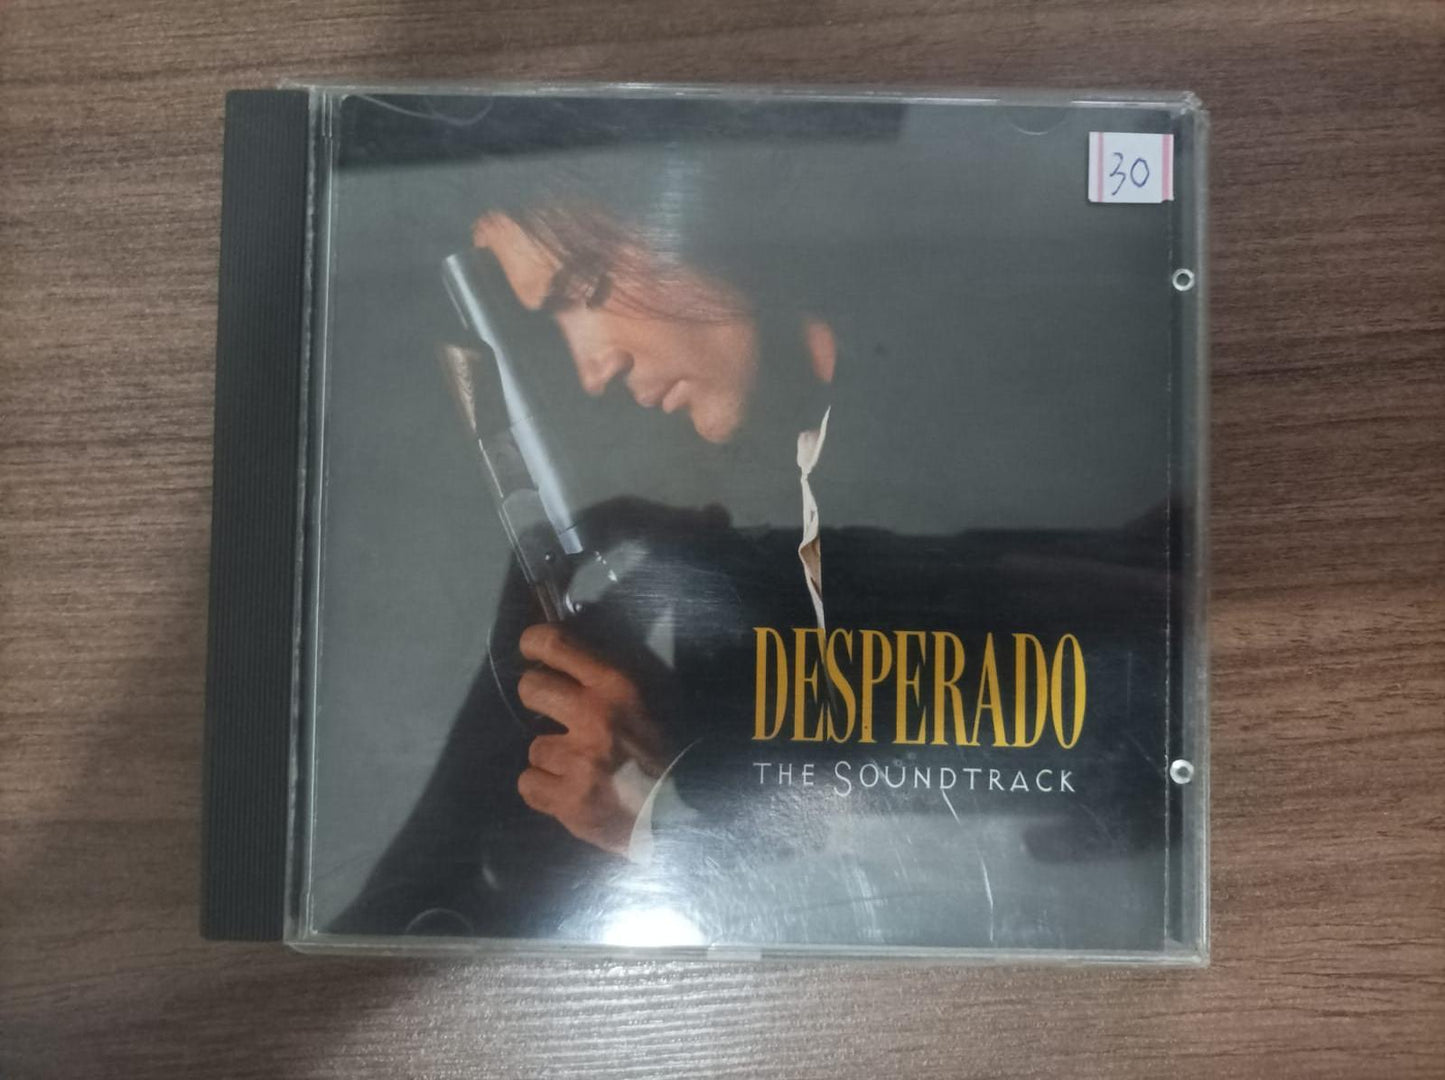 30
DESPERADO
THE SOUNDTRACK